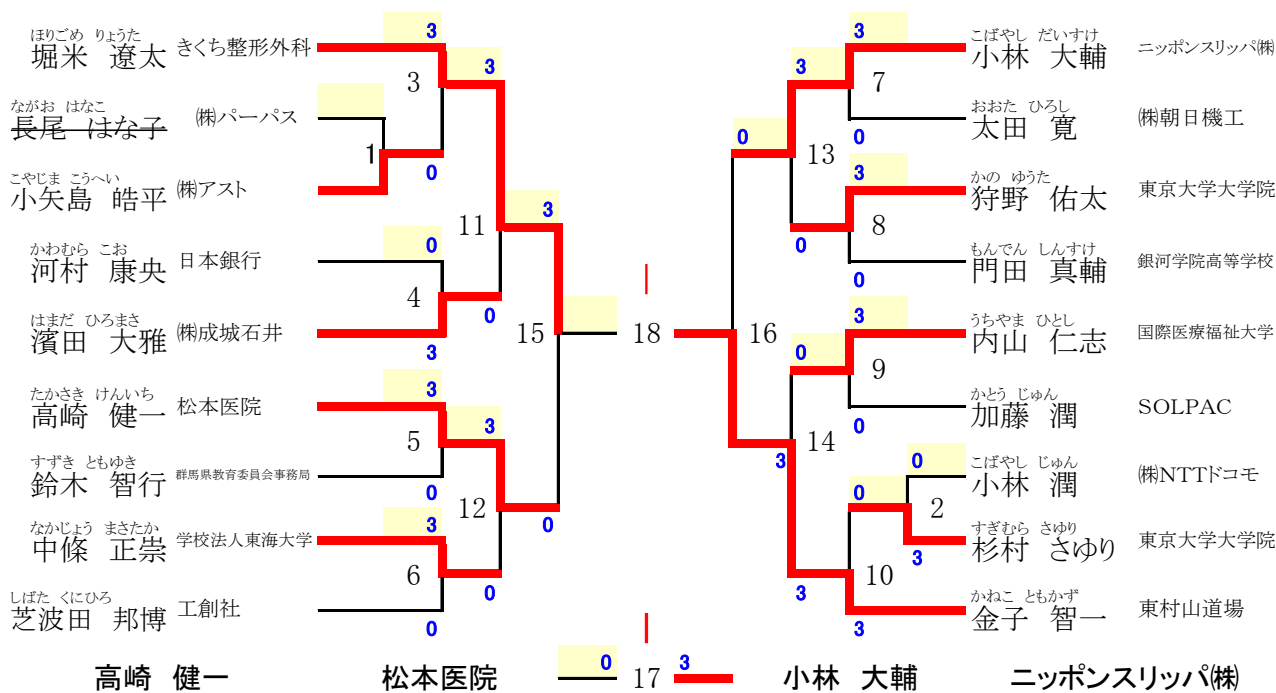 ほりごめ りょうた
堀米 遼太 きくち整形外科
3
3
3
ながお はなこ
長尾 はな子 ㈱パーパス
1
0
こやじま こうへい
小矢島 皓平 ㈱アスト
11
3
かわむら こお
河村 康央 日本銀行
0
4
0
はまだ ひろまさ
濱田 大雅 ㈱成城石井
3
15
たかさき けんいち
高崎 健一 松本医院
3
3
5
すずき ともゆき
鈴木 智行 群馬県教育委員会事務局
0
12
0
なかじょう まさたか
中條 正崇 学校法人東海大学
3
6
0
しばた くにひろ
芝波田 邦博 工創社
0
18
こばやし だいすけ
小林 大輔 ニッポンスリッパ㈱
3
3
7
おおた ひろし
太田 寛 ㈱朝日機工
0
0
13
かの ゆうた
狩野 佑太 東京大学大学院
3
8
0
もんでん しんすけ
門田 真輔 銀河学院高等学校
0
16
うちやま ひとし
内山 仁志 国際医療福祉大学
3
0
9
かとう じゅん
加藤 潤 SOLPAC
0
14
3
こばやし じゅん
小林 潤 ㈱NTTドコモ
0
0
2
すぎむら さゆり
杉村 さゆり 東京大学大学院
3
10
3
かねこ ともかず
金子 智一 東村山道場
3
高崎 健一 松本医院 0 17 3 小林 大輔 ニッポンスリッパ㈱